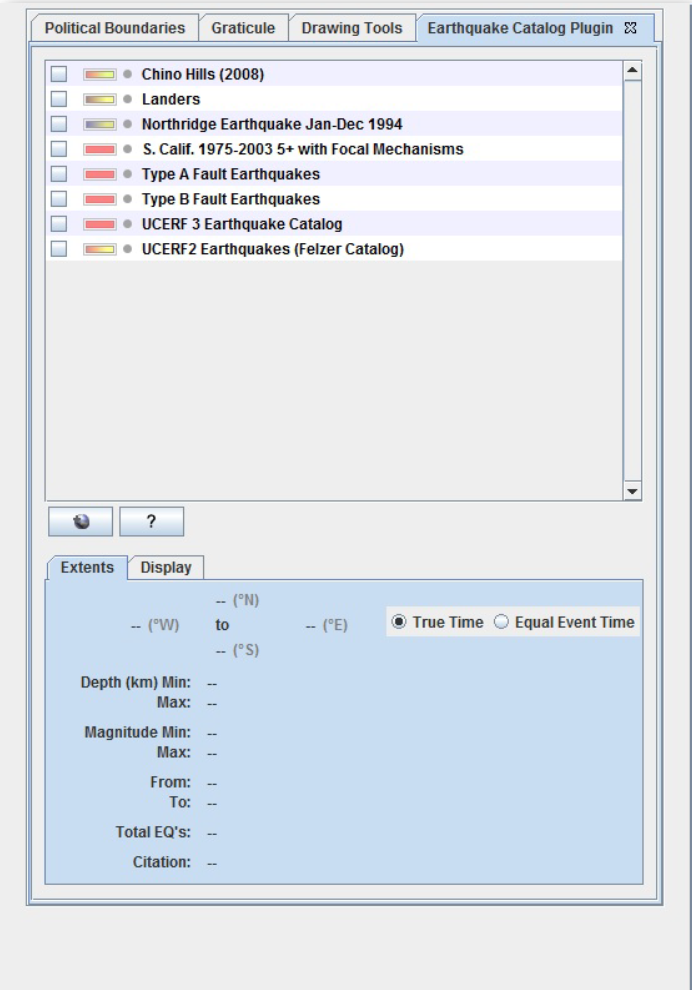 Political Boundaries Graticule Drawing Tools Earthquake Catalog Plugin
Chino Hills (2008)
Landers
Northridge Earthquake Jan-Dec 1994
S. Calif. 1975-2003 5+ with Focal Mechanisms
Type A Fault Earthquakes
Type B Fault Earthquakes
UCERF 3 Earthquake Catalog
UCERF2 Earthquakes (Felzer Catalog)
?
Extents Display
-- (°N)
-- (°W) to -- (°E) True Time Equal Event Time
-- (°S)
Depth (km) Min: --
Max: --
Magnitude Min: --
Max: --
From: --
To: --
Total EQ's: --
Citation: --